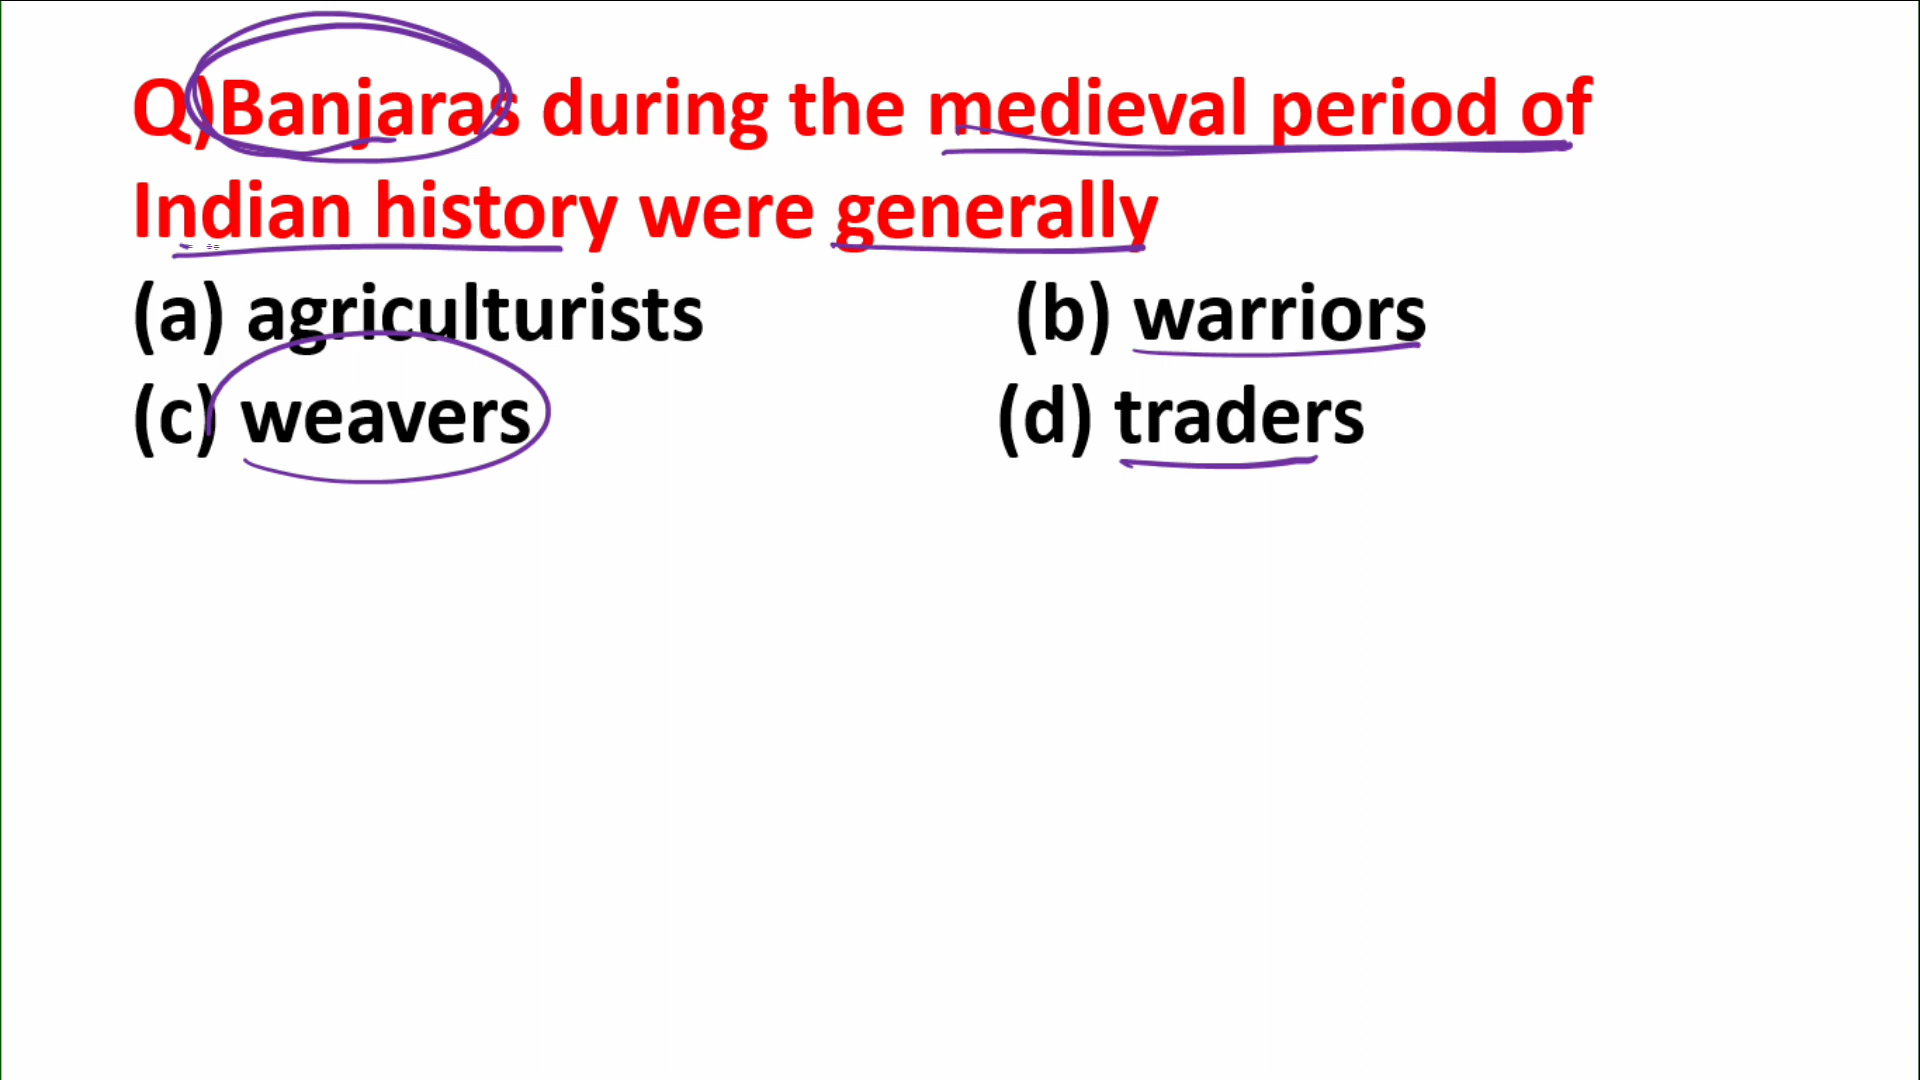 Q)Banjaras during the medieval period of
Indian history were generally
(a) agriculturists (b) warriors
(c) weavers (d) traders